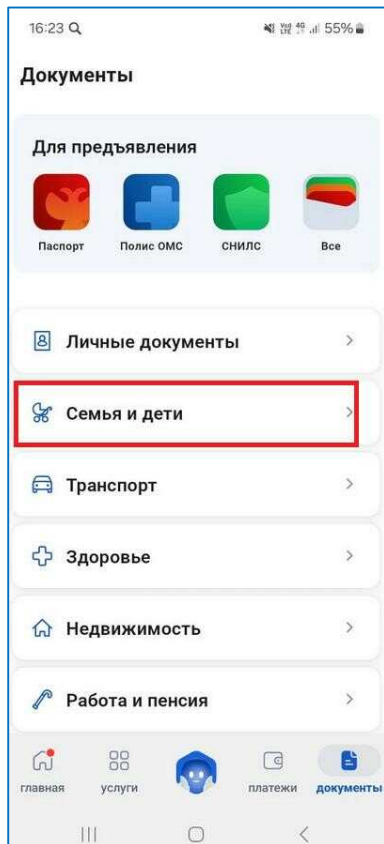 16:23 55%
Документы
Для предъявления
Паспорт Полис ОМС СНИЛС Все
Личные документы
Семья и дети
Транспорт
Здоровье
Недвижимость
Работа и пенсия
главная услуги платежи документы